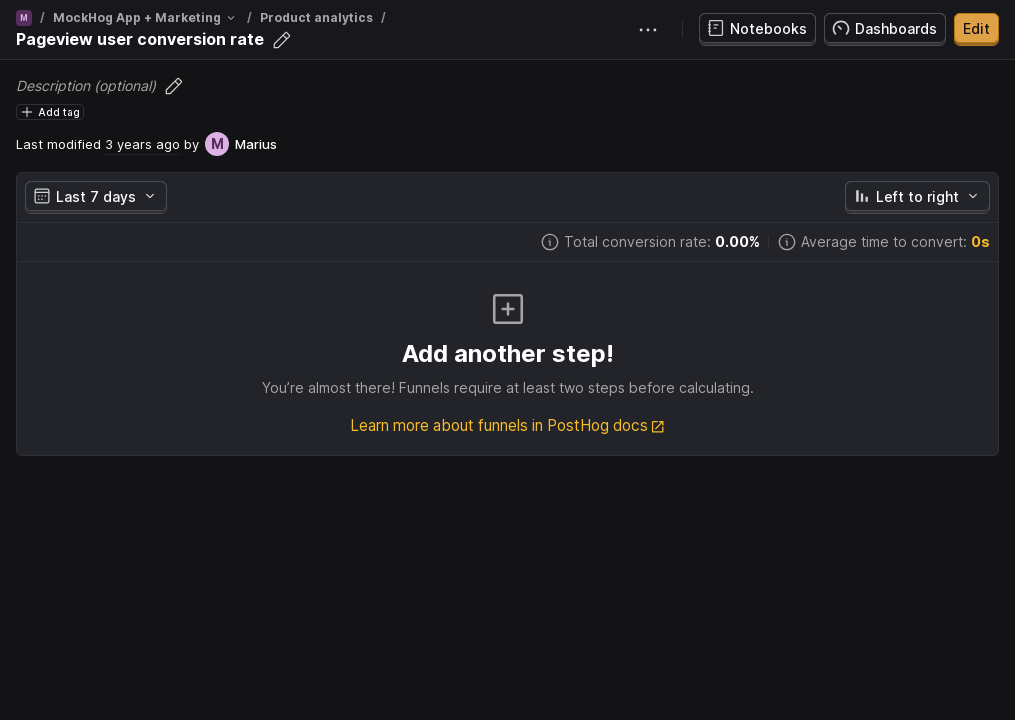 M / MockHog App + Marketing / Product analytics /
Pageview user conversion rate
Notebooks
Dashboards
Edit
Description (optional)
Add tag
Last modified 3 years ago by M Marius
Last 7 days
Left to right
Total conversion rate: 0.00%
Average time to convert: 0s
Add another step!
You’re almost there! Funnels require at least two steps before calculating.
Learn more about funnels in PostHog docs